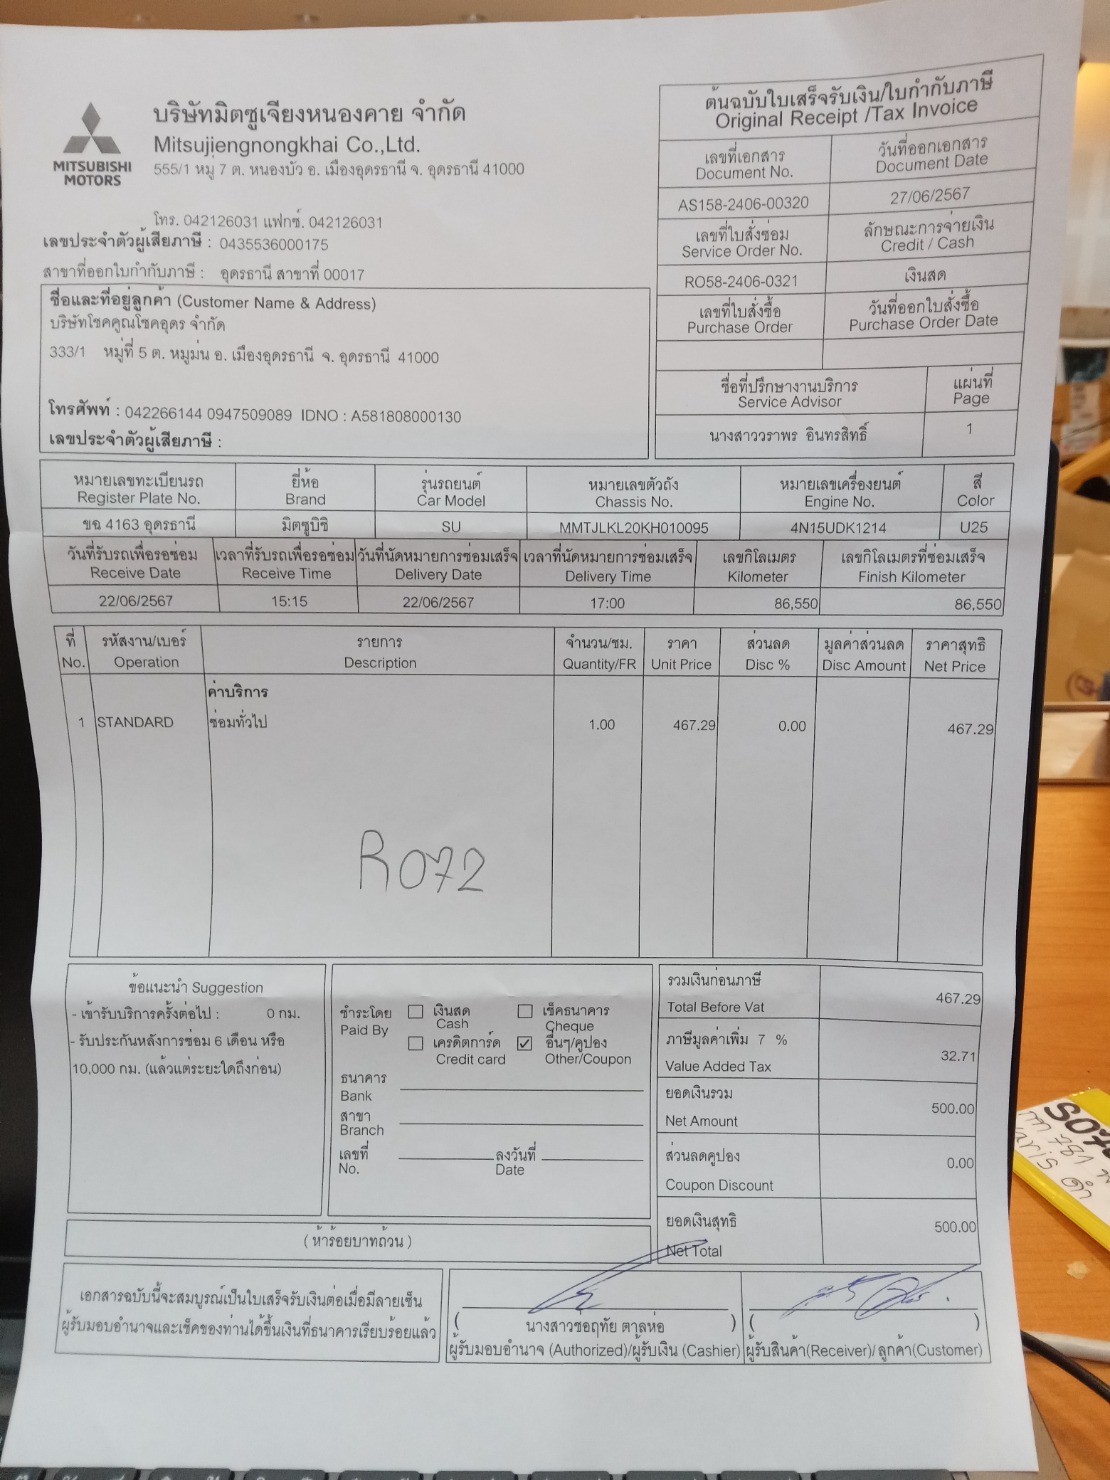 MITSUBISHI
MOTORS
บริษัทมิตซูเจียงหนองคาย จำกัด
Mitsujiengnongkhai Co.,Ltd.
555/1 หมู่ 7 ต. หนองบัว อ. เมืองอุดรธานี จ. อุดรธานี 41000
โทร. 042126031 แฟกซ์. 042126031
เลขประจำตัวผู้เสียภาษี : 0435536000175
สาขาที่ออกใบกำกับภาษี : อุดรธานี สาขาที่ 00017
ต้นฉบับใบเสร็จรับเงิน/ใบกำกับภาษี
Original Receipt /Tax Invoice
เลขที่เอกสาร วันที่ออกเอกสาร
Document No. Document Date
AS158-2406-00320 27/06/2567
เลขที่ใบสั่งซ่อม ลักษณะการจ่ายเงิน
Service Order No. Credit / Cash
RO58-2406-0321 เงินสด
เลขที่ใบสั่งซื้อ วันที่ออกใบสั่งซื้อ
Purchase Order Purchase Order Date
ชื่อที่ปรึกษางานบริการ แผ่นที่
Service Advisor Page
นางสาววราพร อินทรสิทธิ์ 1
ชื่อและที่อยู่ลูกค้า (Customer Name & Address)
บริษัทโชคคูณโชคอุดร จำกัด
333/1 หมู่ที่ 5 ต. หมูม่น อ. เมืองอุดรธานี จ. อุดรธานี 41000
โทรศัพท์ : 042266144 0947509089 IDNO : A581808000130
เลขประจำตัวผู้เสียภาษี :
หมายเลขทะเบียนรถ ยี่ห้อ รุ่นรถยนต์ หมายเลขตัวถัง หมายเลขเครื่องยนต์ สี
Register Plate No. Brand Car Model Chassis No. Engine No. Color
ขฉ 4163 อุดรธานี มิตซูบิชิ SU MMTJLKL20KH010095 4N15UDK1214 U25
วันที่รับรถเพื่อรอซ่อม เวลาที่รับรถเพื่อรอซ่อม วันที่นัดหมายการซ่อมเสร็จ เวลาที่นัดหมายการซ่อมเสร็จ เลขกิโลเมตร เลขกิโลเมตรที่ซ่อมเสร็จ
Receive Date Receive Time Delivery Date Delivery Time Kilometer Finish Kilometer
22/06/2567 15:15 22/06/2567 17:00 86,550 86,550
ที่ รหัสงาน/เบอร์ รายการ จำนวน/ชม. ราคา ส่วนลด มูลค่าส่วนลด ราคาสุทธิ
No. Operation Description Quantity/FR Unit Price Disc % Disc Amount Net Price
ค่าบริการ
1 STANDARD ซ่อมทั่วไป 1.00 467.29 0.00 467.29
R072
ข้อแนะนำ Suggestion
- เข้ารับบริการครั้งต่อไป : 0 กม.
- รับประกันหลังการซ่อม 6 เดือน หรือ
10,000 กม. (แล้วแต่ระยะใดถึงก่อน)
ชำระโดย เงินสด เช็คธนาคาร
Paid By Cash Cheque
เครดิตการ์ด ☑ อื่นๆ/คูปอง
Credit card Other/Coupon
ธนาคาร
Bank
สาขา
Branch
เลขที่ ลงวันที่
No. Date
รวมเงินก่อนภาษี
Total Before Vat 467.29
ภาษีมูลค่าเพิ่ม 7 %
Value Added Tax 32.71
ยอดเงินรวม
Net Amount 500.00
ส่วนลดคูปอง
Coupon Discount 0.00
ยอดเงินสุทธิ
Net Total 500.00
( ห้าร้อยบาทถ้วน )
เอกสารฉบับนี้จะสมบูรณ์เป็นใบเสร็จรับเงินต่อเมื่อมีลายเซ็น
ผู้รับมอบอำนาจและเช็คของท่านได้ขึ้นเงินที่ธนาคารเรียบร้อยแล้ว
( นางสาวชอฤทัย ตาลหอ ) ( )
ผู้รับมอบอำนาจ (Authorized)/ผู้รับเงิน (Cashier) ผู้รับสินค้า(Receiver)/ ลูกค้า(Customer)